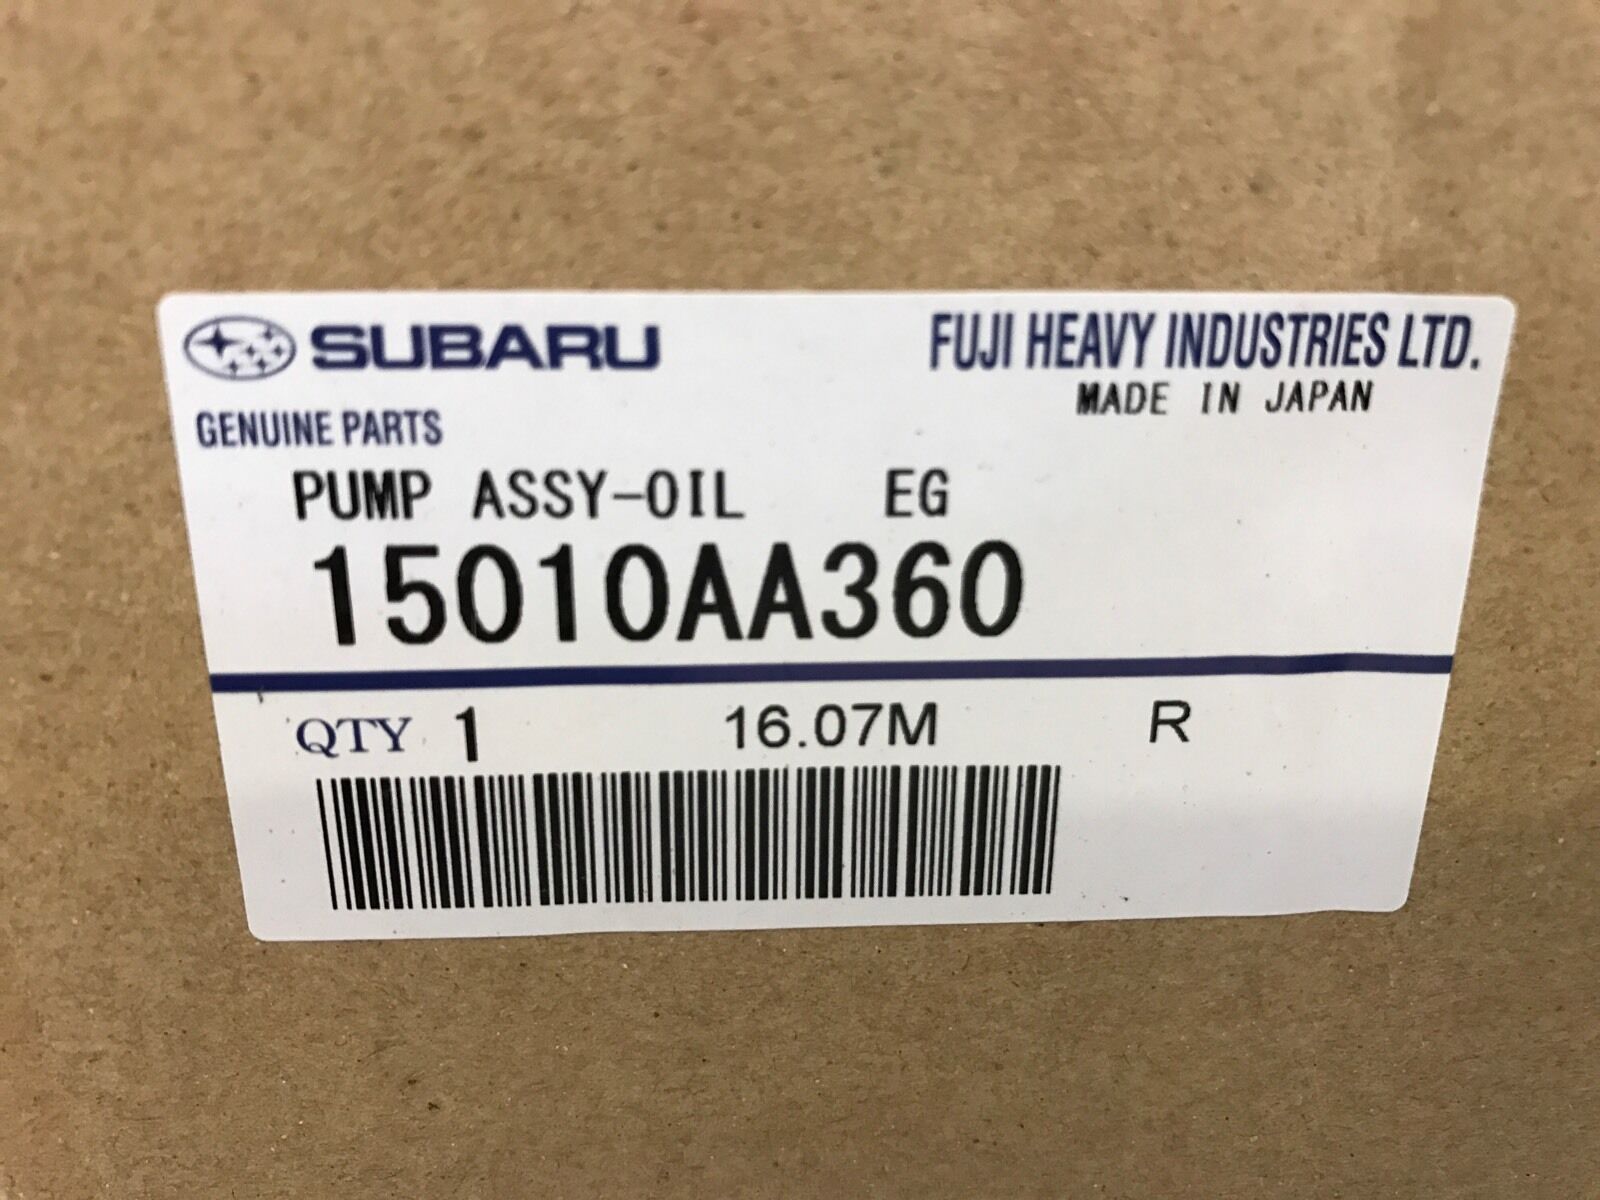 SUBARU
FUJI HEAVY INDUSTRIES LTD.
MADE IN JAPAN
GENUINE PARTS
PUMP ASSY-OIL EG
15010AA360
QTY 1 16.07M R